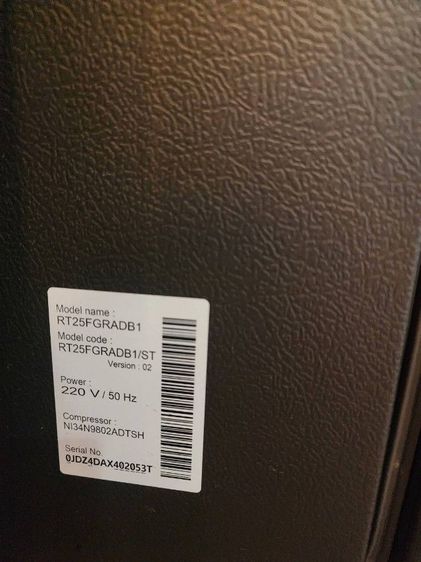 Model name :
RT25FGRADB1
Model code :
RT25FGRADB1/ST
Version : 02
Power :
220 V / 50 Hz
Compressor :
NI34N9802ADTSH
Serial No.
0JDZ4DAX402053T